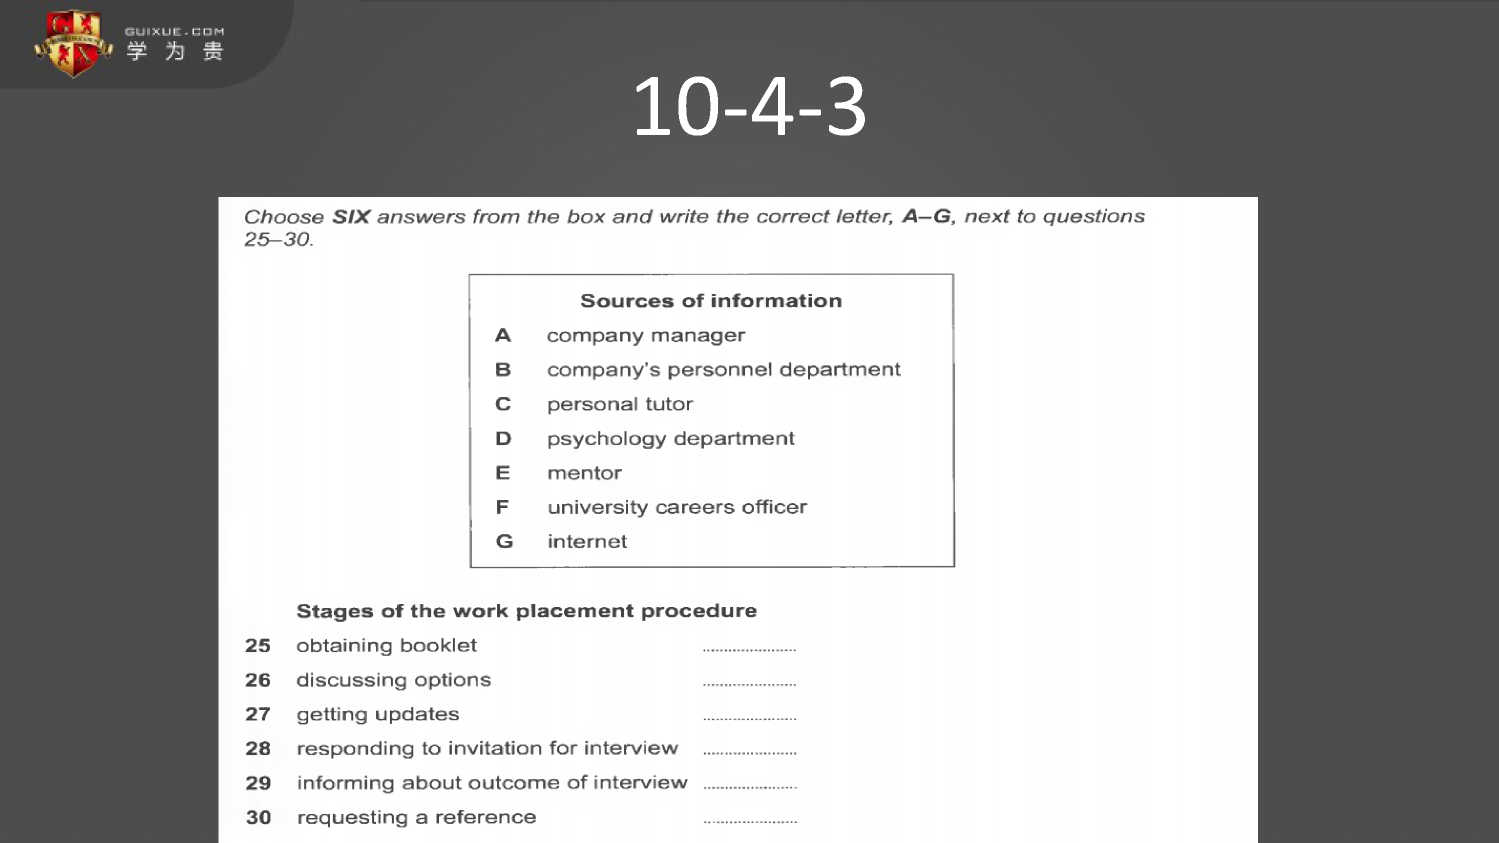 GUIXUE.COM
学为贵
10-4-3
Choose SIX answers from the box and write the correct letter, A–G, next to questions
25–30.
Sources of information
A company manager
B company's personnel department
C personal tutor
D psychology department
E mentor
F university careers officer
G internet
Stages of the work placement procedure
25 obtaining booklet ......................
26 discussing options ......................
27 getting updates ......................
28 responding to invitation for interview ......................
29 informing about outcome of interview ......................
30 requesting a reference ......................